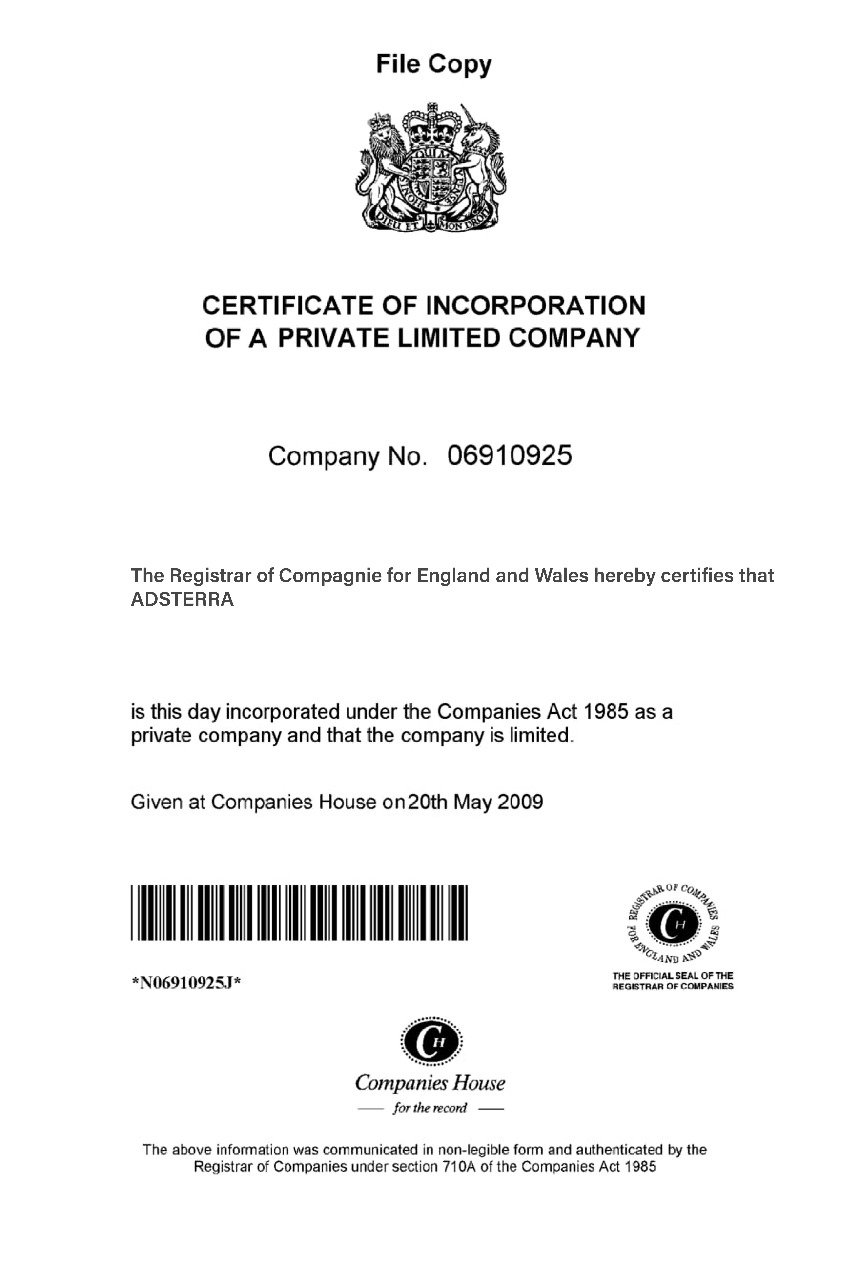 File Copy
DIEU ET MON DROIT
CERTIFICATE OF INCORPORATION
OF A PRIVATE LIMITED COMPANY
Company No. 06910925
The Registrar of Compagnie for England and Wales hereby certifies that
ADSTERRA
is this day incorporated under the Companies Act 1985 as a
private company and that the company is limited.
Given at Companies House on 20th May 2009
*N06910925J*
REGISTRAR OF COMPANIES
FOR ENGLAND AND WALES
CH
THE OFFICIAL SEAL OF THE
REGISTRAR OF COMPANIES
CH
Companies House
for the record
The above information was communicated in non-legible form and authenticated by the
Registrar of Companies under section 710A of the Companies Act 1985